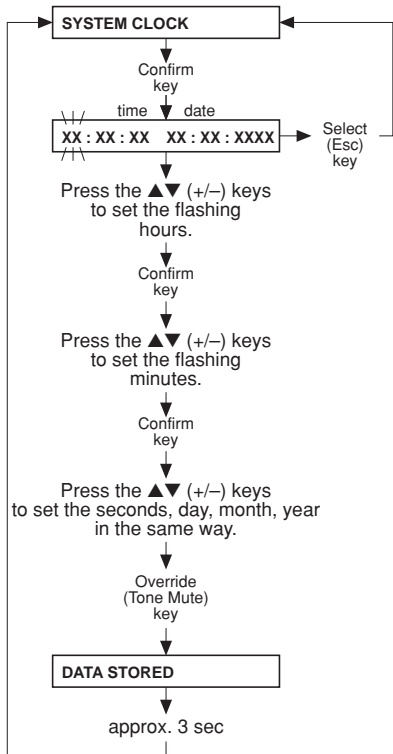 SYSTEM CLOCK
Confirm
key
time date
XX : XX : XX XX : XX : XXXX
Select
(Esc)
key
Press the ▲▼ (+/–) keys
to set the flashing
hours.
Confirm
key
Press the ▲▼ (+/–) keys
to set the flashing
minutes.
Confirm
key
Press the ▲▼ (+/–) keys
to set the seconds, day, month, year
in the same way.
Override
(Tone Mute)
key
DATA STORED
approx. 3 sec